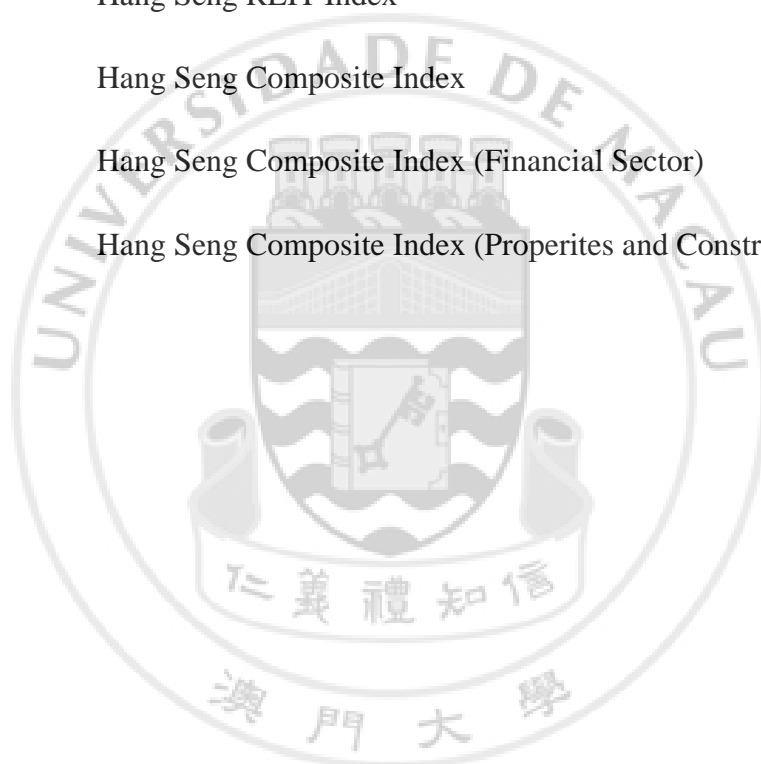 Hang Seng REIT Index
Hang Seng Composite Index
Hang Seng Composite Index (Financial Sector)
Hang Seng Composite Index (Properites and Constr
UNIVERSIDADE DE MACAU
仁義禮知信
澳門大學